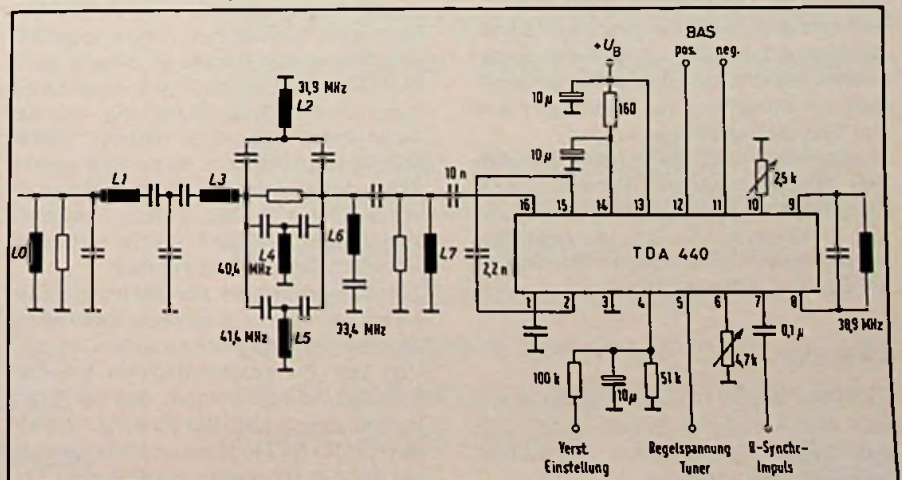 BAS
+U_B
pos.
neg.
31,9 MHz
L2
10 µ
160
10 µ
L1
L3
10 n
2,5 k
16
15
14
13
12
11
10
9
L0
L4
L6
L7
TDA 440
40,4 MHz
2,2 n
L5
41,4 MHz
33,4 MHz
1
2
3
4
5
6
7
8
38,9 MHz
0,1 µ
4,7k
100 k
10 µ
51 k
Verst.
Einstellung
Regelspannung
Tuner
H-Synchr-
Impuls